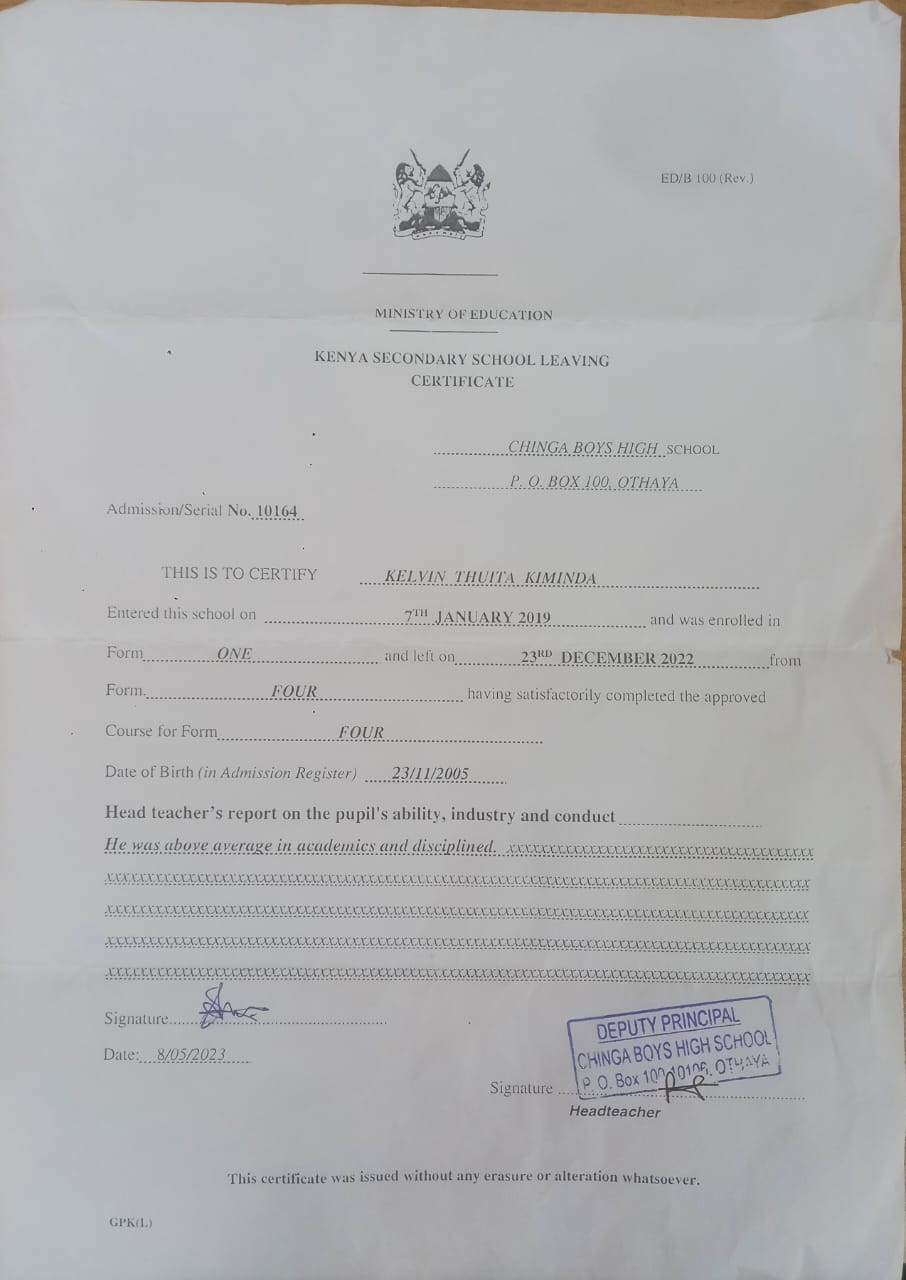 ED/B 100 (Rev.)
HARAMBEE
MINISTRY OF EDUCATION
KENYA SECONDARY SCHOOL LEAVING
CERTIFICATE
CHINGA BOYS HIGH SCHOOL
P. O. BOX 100, OTHAYA
Admission/Serial No. 10164
THIS IS TO CERTIFY KELVIN THUITA KIMINDA
Entered this school on 7TH JANUARY 2019 and was enrolled in
Form ONE and left on 23RD DECEMBER 2022 from
Form. FOUR having satisfactorily completed the approved
Course for Form FOUR
Date of Birth (in Admission Register) 23/11/2005
Head teacher's report on the pupil's ability, industry and conduct
He was above average in academics and disciplined. xxxxxxxxxxxxxxxxxxxxxxxxxxxxxxxxxxxxxxxx
xxxxxxxxxxxxxxxxxxxxxxxxxxxxxxxxxxxxxxxxxxxxxxxxxxxxxxxxxxxxxxxxxxxxxxxxxxxxxxxxxxxxxxxx
xxxxxxxxxxxxxxxxxxxxxxxxxxxxxxxxxxxxxxxxxxxxxxxxxxxxxxxxxxxxxxxxxxxxxxxxxxxxxxxxxxxxxxxx
xxxxxxxxxxxxxxxxxxxxxxxxxxxxxxxxxxxxxxxxxxxxxxxxxxxxxxxxxxxxxxxxxxxxxxxxxxxxxxxxxxxxxxxx
xxxxxxxxxxxxxxxxxxxxxxxxxxxxxxxxxxxxxxxxxxxxxxxxxxxxxxxxxxxxxxxxxxxxxxxxxxxxxxxxxxxxxxxx
Signature
Date: 8/05/2023
DEPUTY PRINCIPAL
CHINGA BOYS HIGH SCHOOL
P. O. Box 100-10106, OTHAYA
Signature
Headteacher
This certificate was issued without any erasure or alteration whatsoever.
GPK(L)